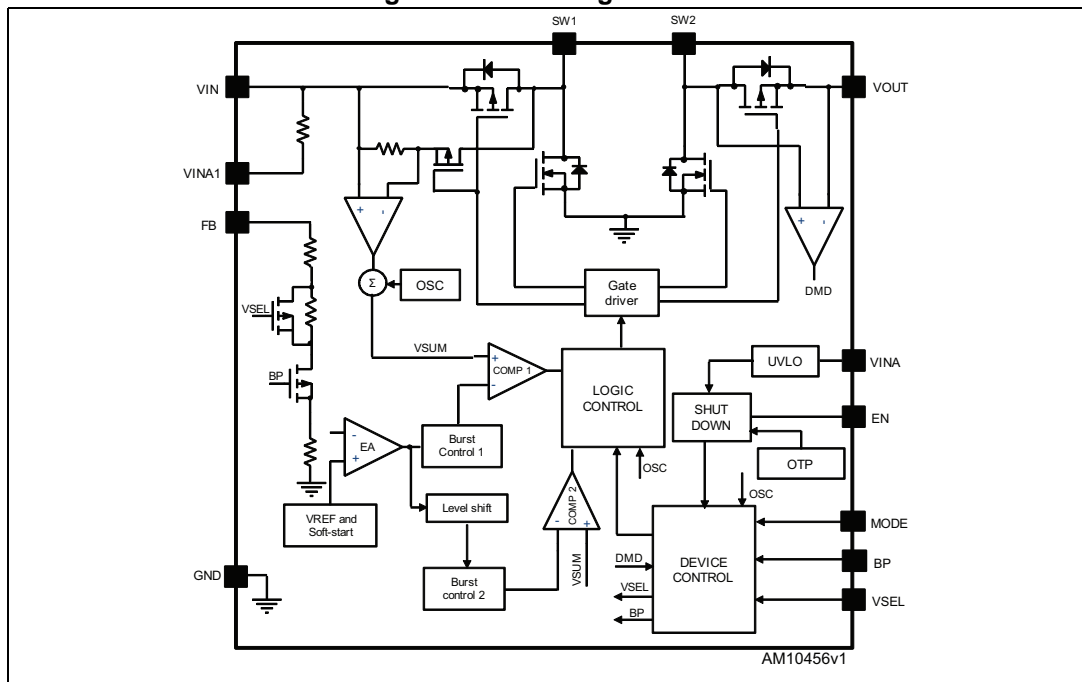 SW1
SW2
VIN
VOUT
VINA1
+ -
+ -
FB
DMD
Σ
OSC
Gate
driver
VSEL
VSUM
+
COMP 1
-
UVLO
VINA
BP
LOGIC
CONTROL
SHUT
DOWN
EN
-
EA
+
Burst
Control 1
OTP
OSC
OSC
VREF and
Soft-start
Level shift
COMP 2
- +
MODE
DEVICE
CONTROL
GND
Burst
control 2
VSUM
DMD
BP
VSEL
VSEL
BP
AM10456v1